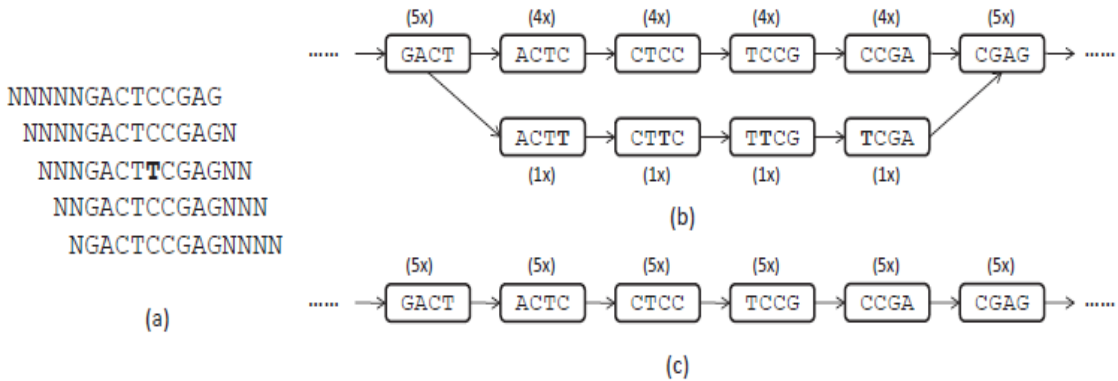 NNNNNGACTCCGAG
NNNNGACTCCGAGN
NNNGACTTCGAGNN
NNGACTCCGAGNNN
NGACTCCGAGNNNN
(a)
(5x) (4x) (4x) (4x) (4x) (5x)
...... GACT ACTC CTCC TCCG CCGA CGAG ......
ACTT CTTC TTCG TCGA
(1x) (1x) (1x) (1x)
(b)
(5x) (5x) (5x) (5x) (5x) (5x)
...... GACT ACTC CTCC TCCG CCGA CGAG ......
(c)